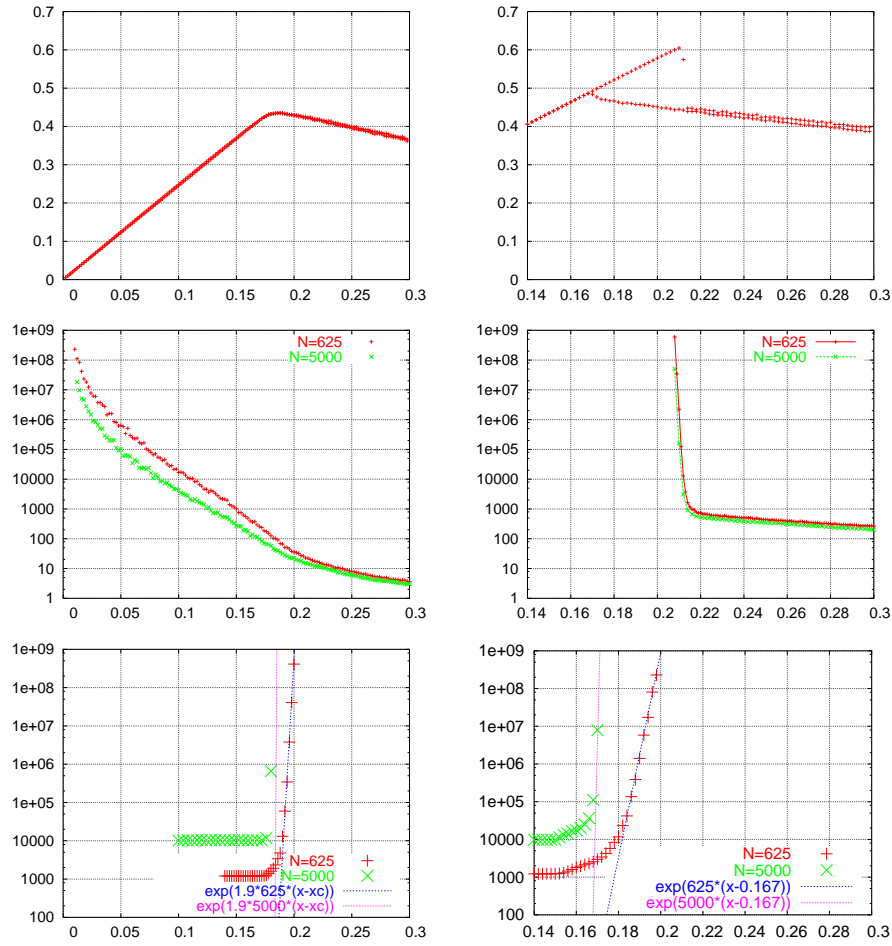 0.7
0.6
0.5
0.4
0.3
0.2
0.1
0
0 0.05 0.1 0.15 0.2 0.25 0.3
0.7
0.6
0.5
0.4
0.3
0.2
0.1
0
0.14 0.16 0.18 0.2 0.22 0.24 0.26 0.28 0.3
1e+09
1e+08
1e+07
1e+06
1e+05
10000
1000
100
10
1
0 0.05 0.1 0.15 0.2 0.25 0.3
N=625
N=5000
1e+09
1e+08
1e+07
1e+06
1e+05
10000
1000
100
10
1
0.14 0.16 0.18 0.2 0.22 0.24 0.26 0.28 0.3
N=625
N=5000
1e+09
1e+08
1e+07
1e+06
1e+05
10000
1000
100
0 0.05 0.1 0.15 0.2 0.25 0.3
N=625
N=5000
exp(1.9*625*(x-xc))
exp(1.9*5000*(x-xc))
1e+09
1e+08
1e+07
1e+06
1e+05
10000
1000
100
0.14 0.16 0.18 0.2 0.22 0.24 0.26 0.28 0.3
N=625
N=5000
exp(625*(x-0.167))
exp(5000*(x-0.167))